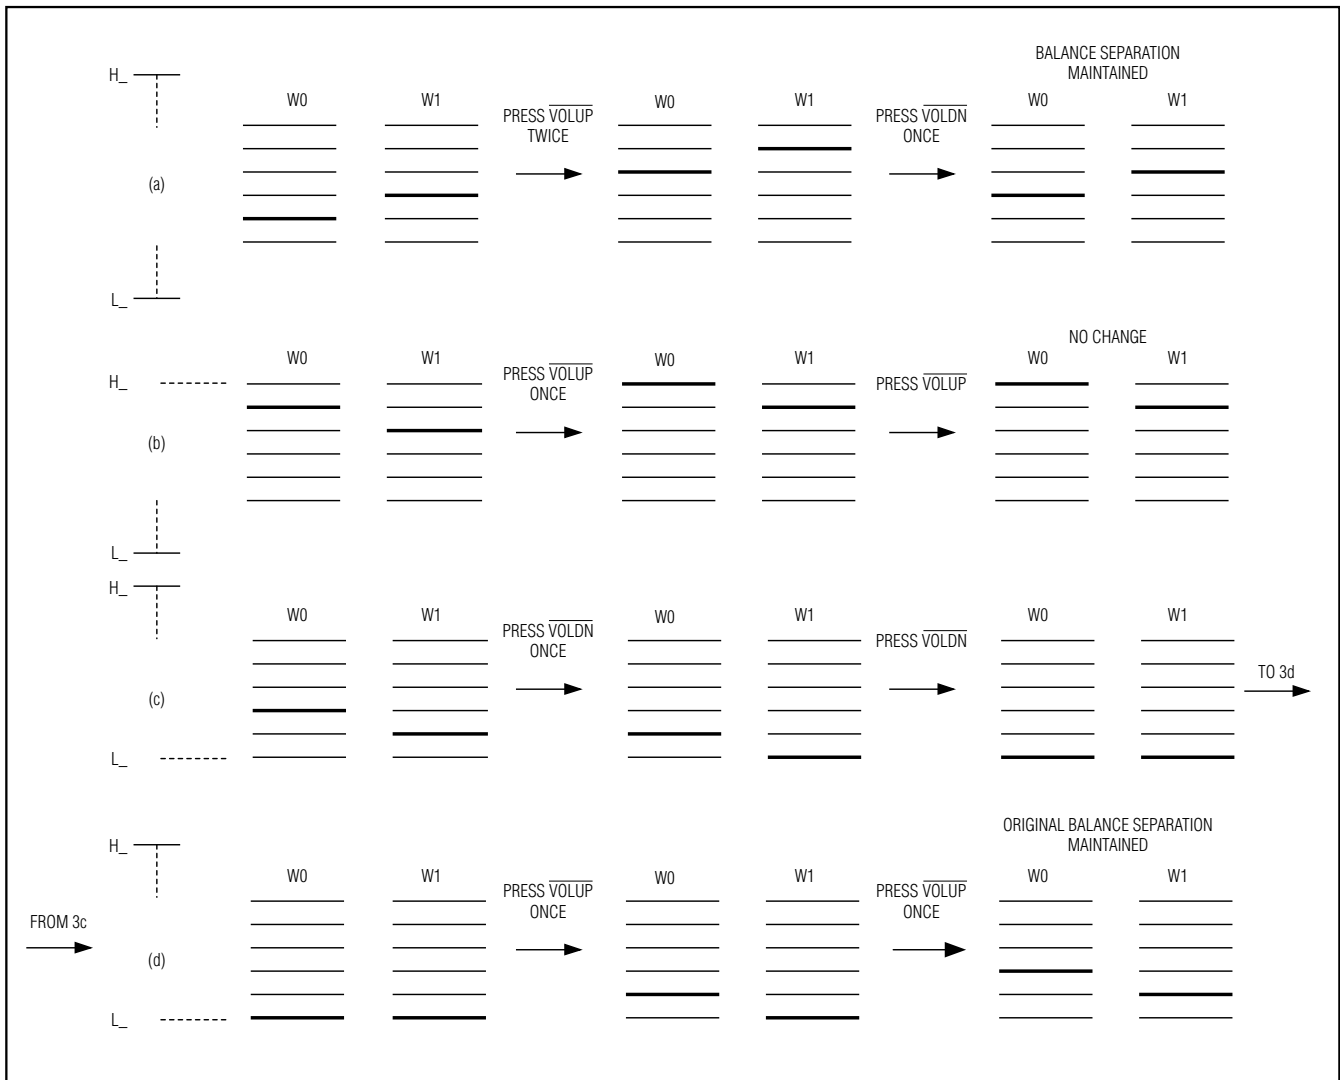 BALANCE SEPARATION
MAINTAINED
H_
W0 W1 W0 W1 W0 W1
PRESS VOLUP
TWICE
PRESS VOLDN
ONCE
(a)
L_
NO CHANGE
W0 W1 W0 W1 W0 W1
H_
PRESS VOLUP
ONCE
PRESS VOLUP
(b)
L_
H_
W0 W1 W0 W1 W0 W1
PRESS VOLDN
ONCE
PRESS VOLDN
TO 3d
(c)
L_
ORIGINAL BALANCE SEPARATION
MAINTAINED
H_
W0 W1 W0 W1 W0 W1
PRESS VOLUP
ONCE
PRESS VOLUP
ONCE
FROM 3c
(d)
L_